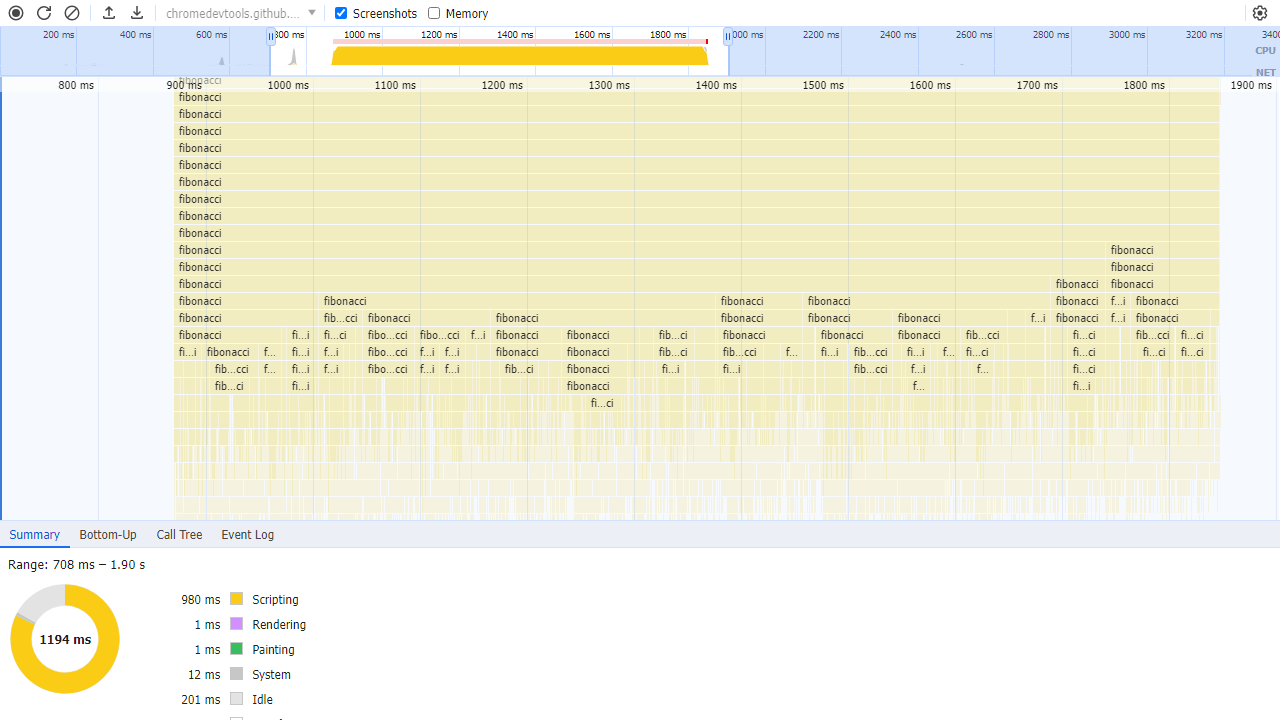 chromedevtools.github.... Screenshots Memory
200 ms 400 ms 600 ms 800 ms 1000 ms 1200 ms 1400 ms 1600 ms 1800 ms 000 ms 2200 ms 2400 ms 2600 ms 2800 ms 3000 ms 3200 ms 3400
CPU
NET
fibonacci
800 ms 900 ms 1000 ms 1100 ms 1200 ms 1300 ms 1400 ms 1500 ms 1600 ms 1700 ms 1800 ms 1900 ms
fibonacci
fibonacci
fibonacci
fibonacci
fibonacci
fibonacci
fibonacci
fibonacci
fibonacci
fibonacci fibonacci
fibonacci fibonacci
fibonacci fibonacci fibonacci
fibonacci fibonacci fibonacci fibonacci fibonacci f...i fibonacci
fibonacci fib...cci fibonacci fibonacci fibonacci fibonacci fibonacci f...i fibonacci f...i fibonacci
fibonacci fi...i fi...ci fibo...cci fibo...cci f...i fibonacci fibonacci fib...ci fibonacci fibonacci fibonacci fib...ci fi...ci fib...cci fi...ci
fi...i fibonacci f... fi...i f...i fibo...cci f...i f...i fibonacci fibonacci fib...ci fib...cci f... fi...i fib...cci fi...i f... fi...ci fi...ci fi...ci fi...ci
fib...cci f... fi...i f...i fibo...cci f...i f...i fib...ci fibonacci fi...i f...i fib...cci f...i f... fi...ci
fib...ci fi...i fibonacci f... fi...i
fi...ci
Summary Bottom-Up Call Tree Event Log
Range: 708 ms – 1.90 s
1194 ms
980 ms Scripting
1 ms Rendering
1 ms Painting
12 ms System
201 ms Idle